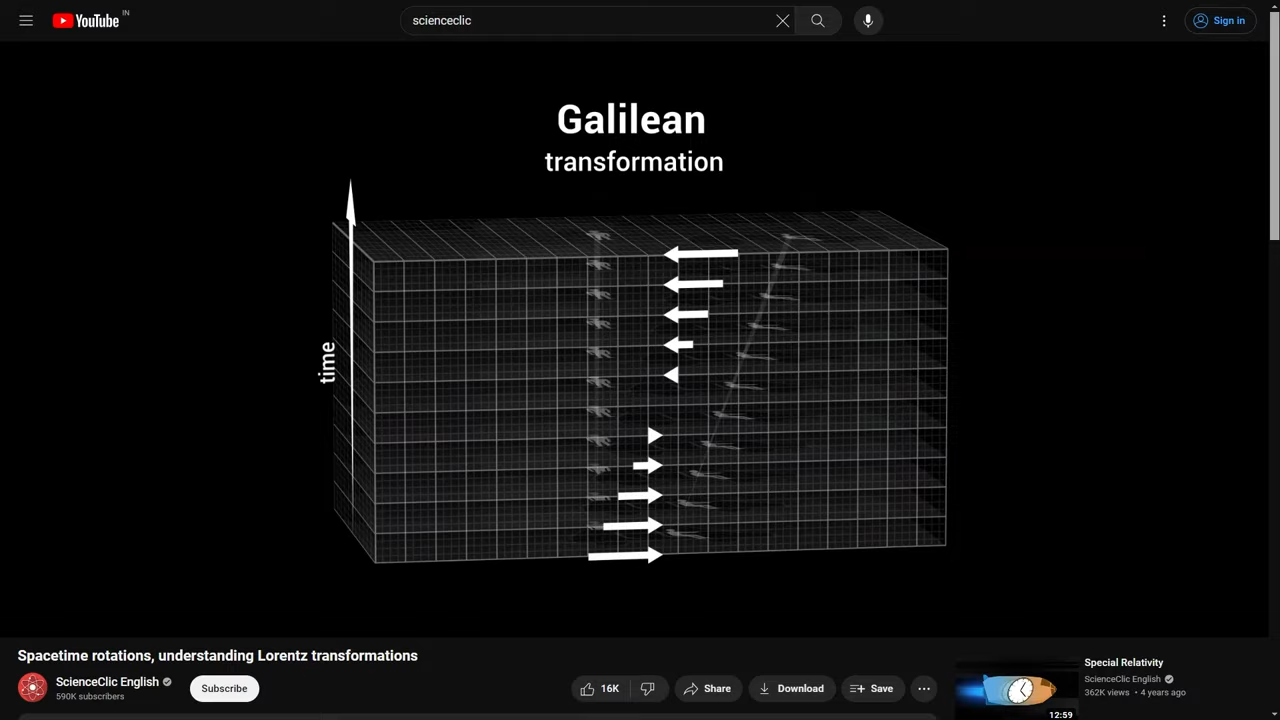 YouTube IN
scienceclic
Sign in
Galilean
transformation
time
Spacetime rotations, understanding Lorentz transformations
ScienceClic English
590K subscribers
Subscribe
16K
Share
Download
Save
Special Relativity
ScienceClic English
362K views • 4 years ago
12:59